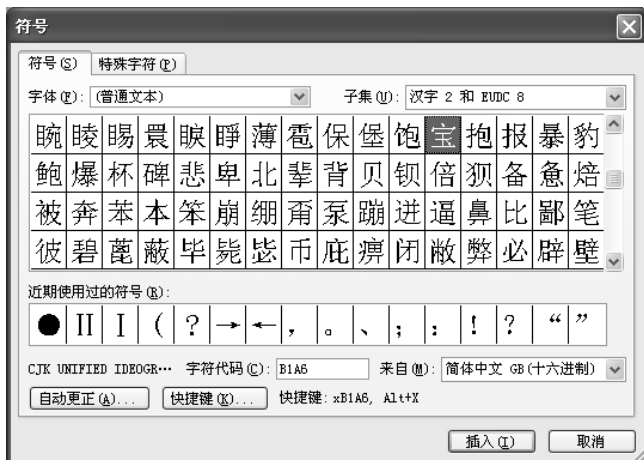 符号
符号(S) 特殊字符(P)
字体(F): (普通文本) 子集(U): 汉字 2 和 EUDC 8
睕 睖 睗 睘 睙 睜 薄 雹 保 堡 饱 宝 抱 报 暴 豹
鲍 爆 杯 碑 悲 卑 北 辈 背 贝 钡 倍 狈 备 惫 焙
被 奔 苯 本 笨 崩 绷 甭 泵 蹦 迸 逼 鼻 比 鄙 笔
彼 碧 蓖 蔽 毕 毙 毖 币 庇 痹 闭 敝 弊 必 辟 壁
近期使用过的符号(R):
● Ⅱ Ⅰ ( ? → ← , 。 、 ; : ! ? “ ”
CJK UNIFIED IDEOGR… 字符代码(C): B1A6 来自(M): 简体中文 GB(十六进制)
自动更正(A)... 快捷键(K)... 快捷键: xB1A6, Alt+X
插入(I) 取消